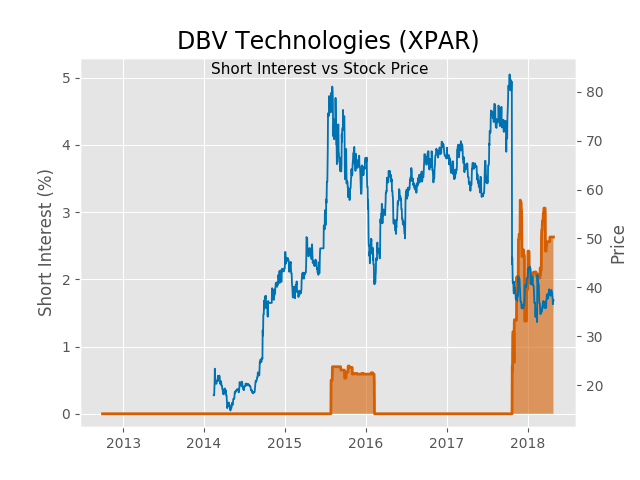 DBV Technologies (XPAR)
Short Interest vs Stock Price
Short Interest (%)
5
4
3
2
1
0
80
70
60
50
40
30
20
Price
2013 2014 2015 2016 2017 2018